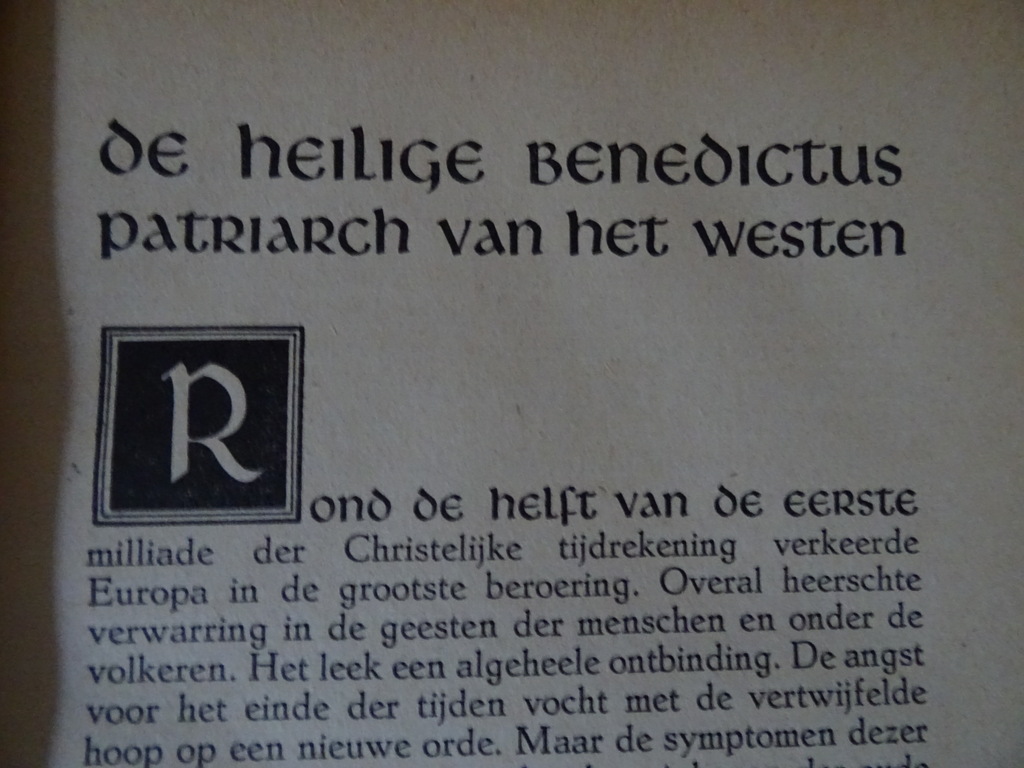 De heilige Benedictus
Patriarch van het Westen
Rond de helft van de eerste
milliade der Christelijke tijdrekening verkeerde
Europa in de grootste beroering. Overal heerschte
verwarring in de geesten der menschen en onder de
volkeren. Het leek een algeheele ontbinding. De angst
voor het einde der tijden vocht met de vertwijfelde
hoop op een nieuwe orde. Maar de symptomen dezer